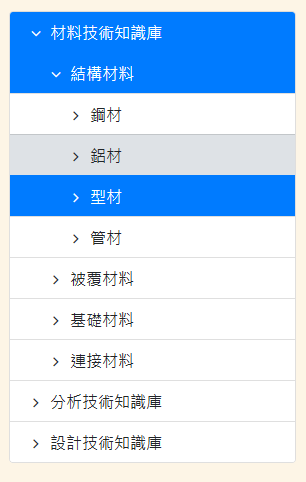 材料技術知識庫
結構材料
鋼材
鋁材
型材
管材
被覆材料
基礎材料
連接材料
分析技術知識庫
設計技術知識庫